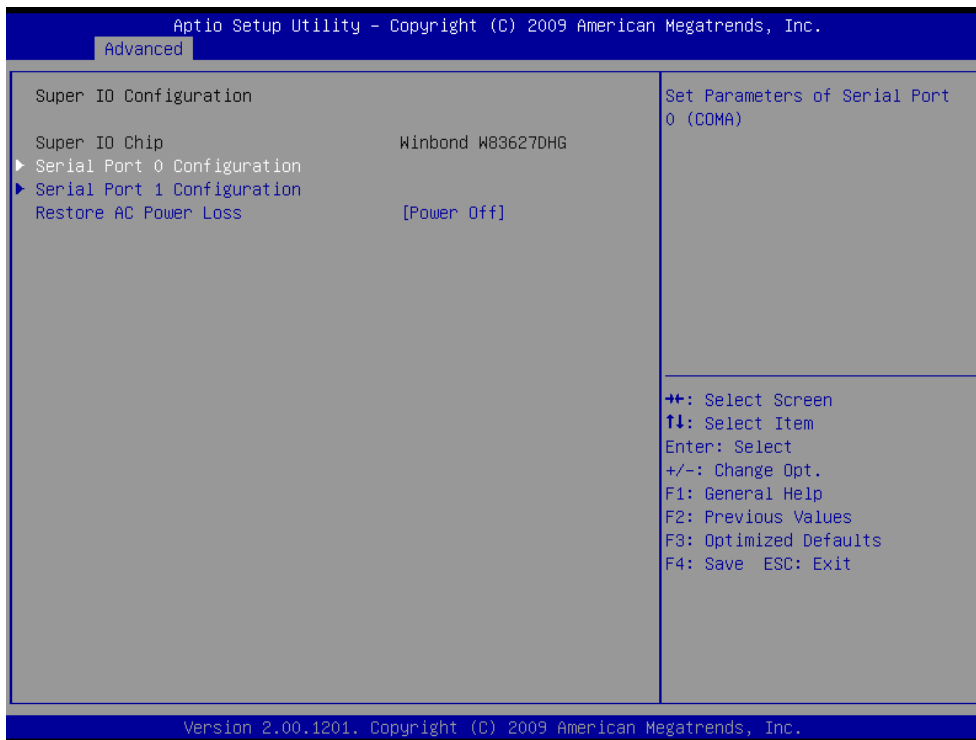 Aptio Setup Utility – Copyright (C) 2009 American Megatrends, Inc.
Advanced
Super IO Configuration
Super IO Chip Winbond W83627DHG
▶ Serial Port 0 Configuration
▶ Serial Port 1 Configuration
Restore AC Power Loss [Power Off]
Set Parameters of Serial Port
0 (COMA)
→←: Select Screen
↑↓: Select Item
Enter: Select
+/-: Change Opt.
F1: General Help
F2: Previous Values
F3: Optimized Defaults
F4: Save ESC: Exit
Version 2.00.1201. Copyright (C) 2009 American Megatrends, Inc.